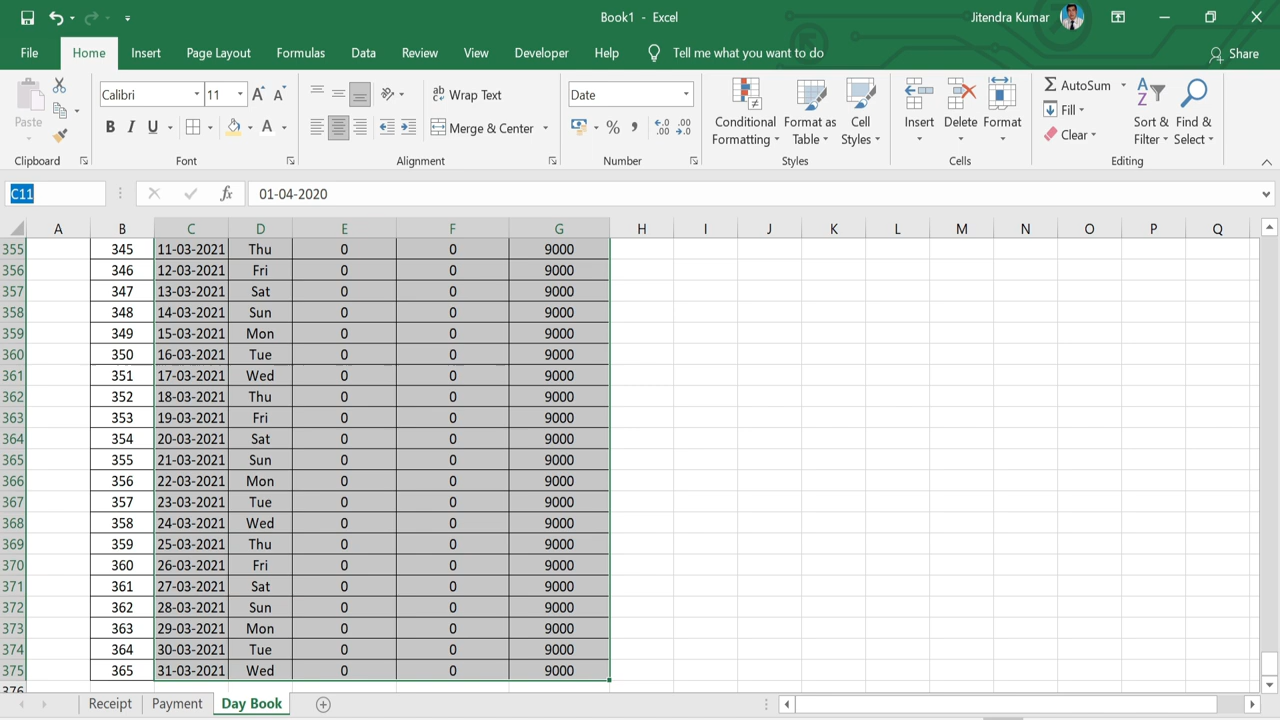 Book1 - Excel
Jitendra Kumar
File Home Insert Page Layout Formulas Data Review View Developer Help Tell me what you want to do Share
Paste
Calibri 11
B I U A
Wrap Text
Merge & Center
Date
% ,
Conditional Formatting
Format as Table
Cell Styles
Insert Delete Format
AutoSum
Fill
Clear
Sort & Filter
Find & Select
Clipboard Font Alignment Number Styles Cells Editing
C11 fx 01-04-2020
A B C D E F G H I J K L M N O P Q
355 345 11-03-2021 Thu 0 0 9000
356 346 12-03-2021 Fri 0 0 9000
357 347 13-03-2021 Sat 0 0 9000
358 348 14-03-2021 Sun 0 0 9000
359 349 15-03-2021 Mon 0 0 9000
360 350 16-03-2021 Tue 0 0 9000
361 351 17-03-2021 Wed 0 0 9000
362 352 18-03-2021 Thu 0 0 9000
363 353 19-03-2021 Fri 0 0 9000
364 354 20-03-2021 Sat 0 0 9000
365 355 21-03-2021 Sun 0 0 9000
366 356 22-03-2021 Mon 0 0 9000
367 357 23-03-2021 Tue 0 0 9000
368 358 24-03-2021 Wed 0 0 9000
369 359 25-03-2021 Thu 0 0 9000
370 360 26-03-2021 Fri 0 0 9000
371 361 27-03-2021 Sat 0 0 9000
372 362 28-03-2021 Sun 0 0 9000
373 363 29-03-2021 Mon 0 0 9000
374 364 30-03-2021 Tue 0 0 9000
375 365 31-03-2021 Wed 0 0 9000
376
Receipt Payment Day Book